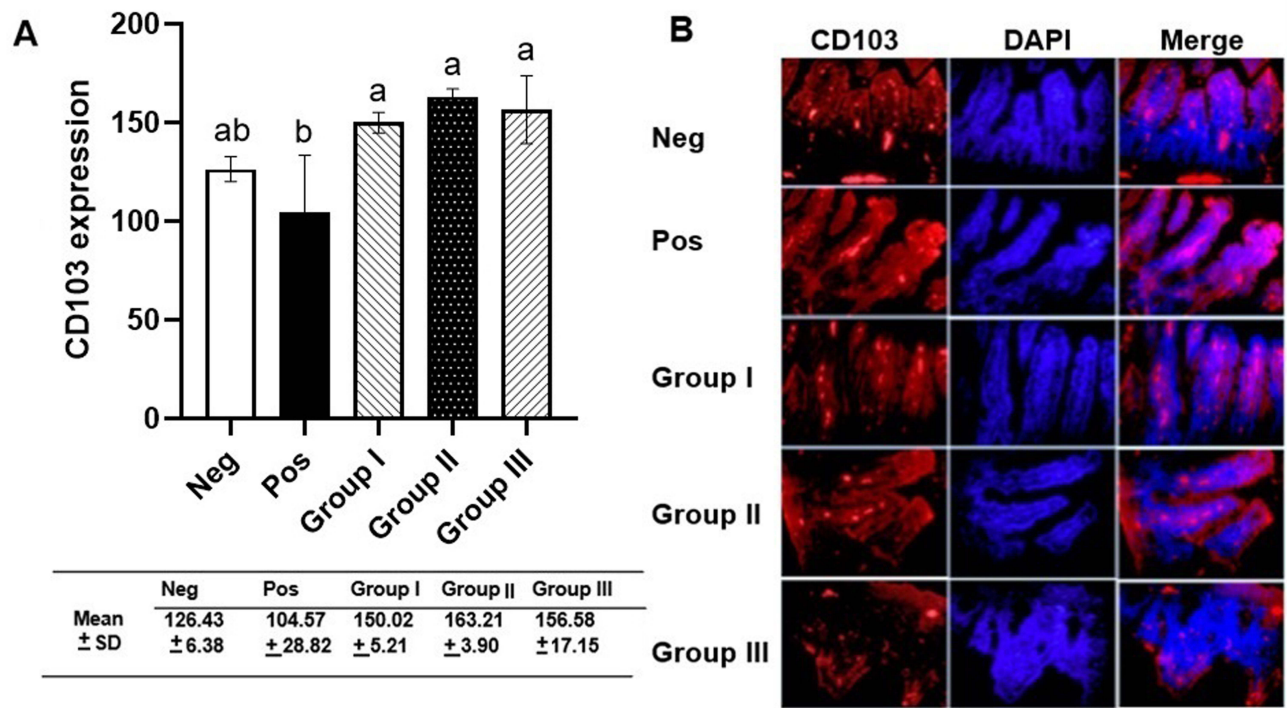 A
CD103 expression
200
150
100
50
0
ab
b
a
a
a
Neg
Pos
Group I
Group II
Group III
Neg Pos Group I Group II Group III
Mean 126.43 104.57 150.02 163.21 156.58
± SD ±6.38 ±28.82 ±5.21 ±3.90 ±17.15
B
CD103 DAPI Merge
Neg
Pos
Group I
Group II
Group III